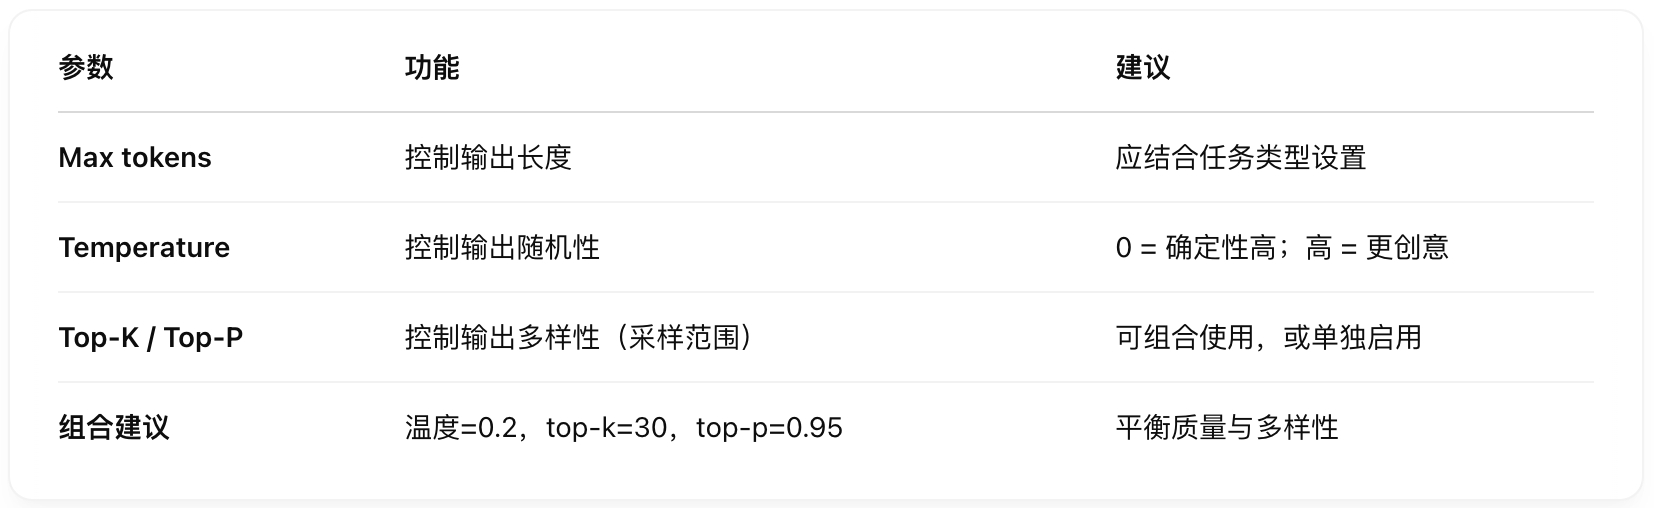 参数 功能 建议
Max tokens 控制输出长度 应结合任务类型设置
Temperature 控制输出随机性 0 = 确定性高；高 = 更创意
Top-K / Top-P 控制输出多样性（采样范围） 可组合使用，或单独启用
组合建议 温度=0.2，top-k=30，top-p=0.95 平衡质量与多样性